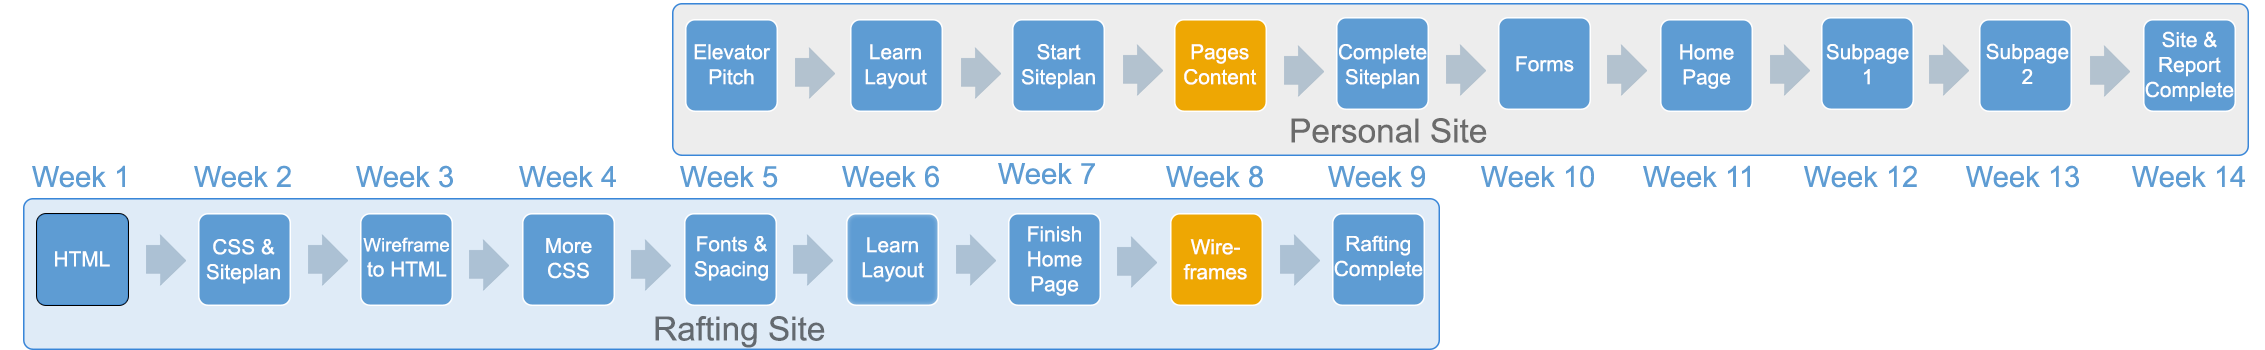 Elevator
Pitch
Learn
Layout
Start
Siteplan
Pages
Content
Complete
Siteplan
Forms
Home
Page
Subpage
1
Subpage
2
Site &
Report
Complete
Personal Site
Week 1
Week 2
Week 3
Week 4
Week 5
Week 6
Week 7
Week 8
Week 9
Week 10
Week 11
Week 12
Week 13
Week 14
HTML
CSS &
Siteplan
Wireframe
to HTML
More
CSS
Fonts &
Spacing
Learn
Layout
Finish
Home
Page
Wire-
frames
Rafting
Complete
Rafting Site